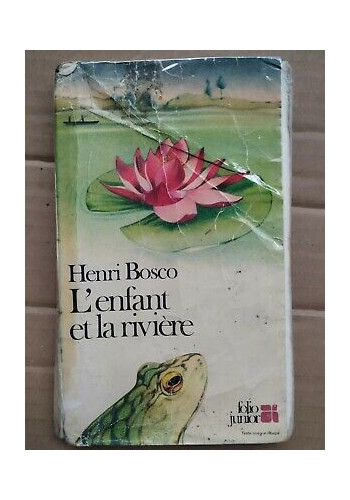 Henri Bosco
L'enfant
et la rivière
folio
junior